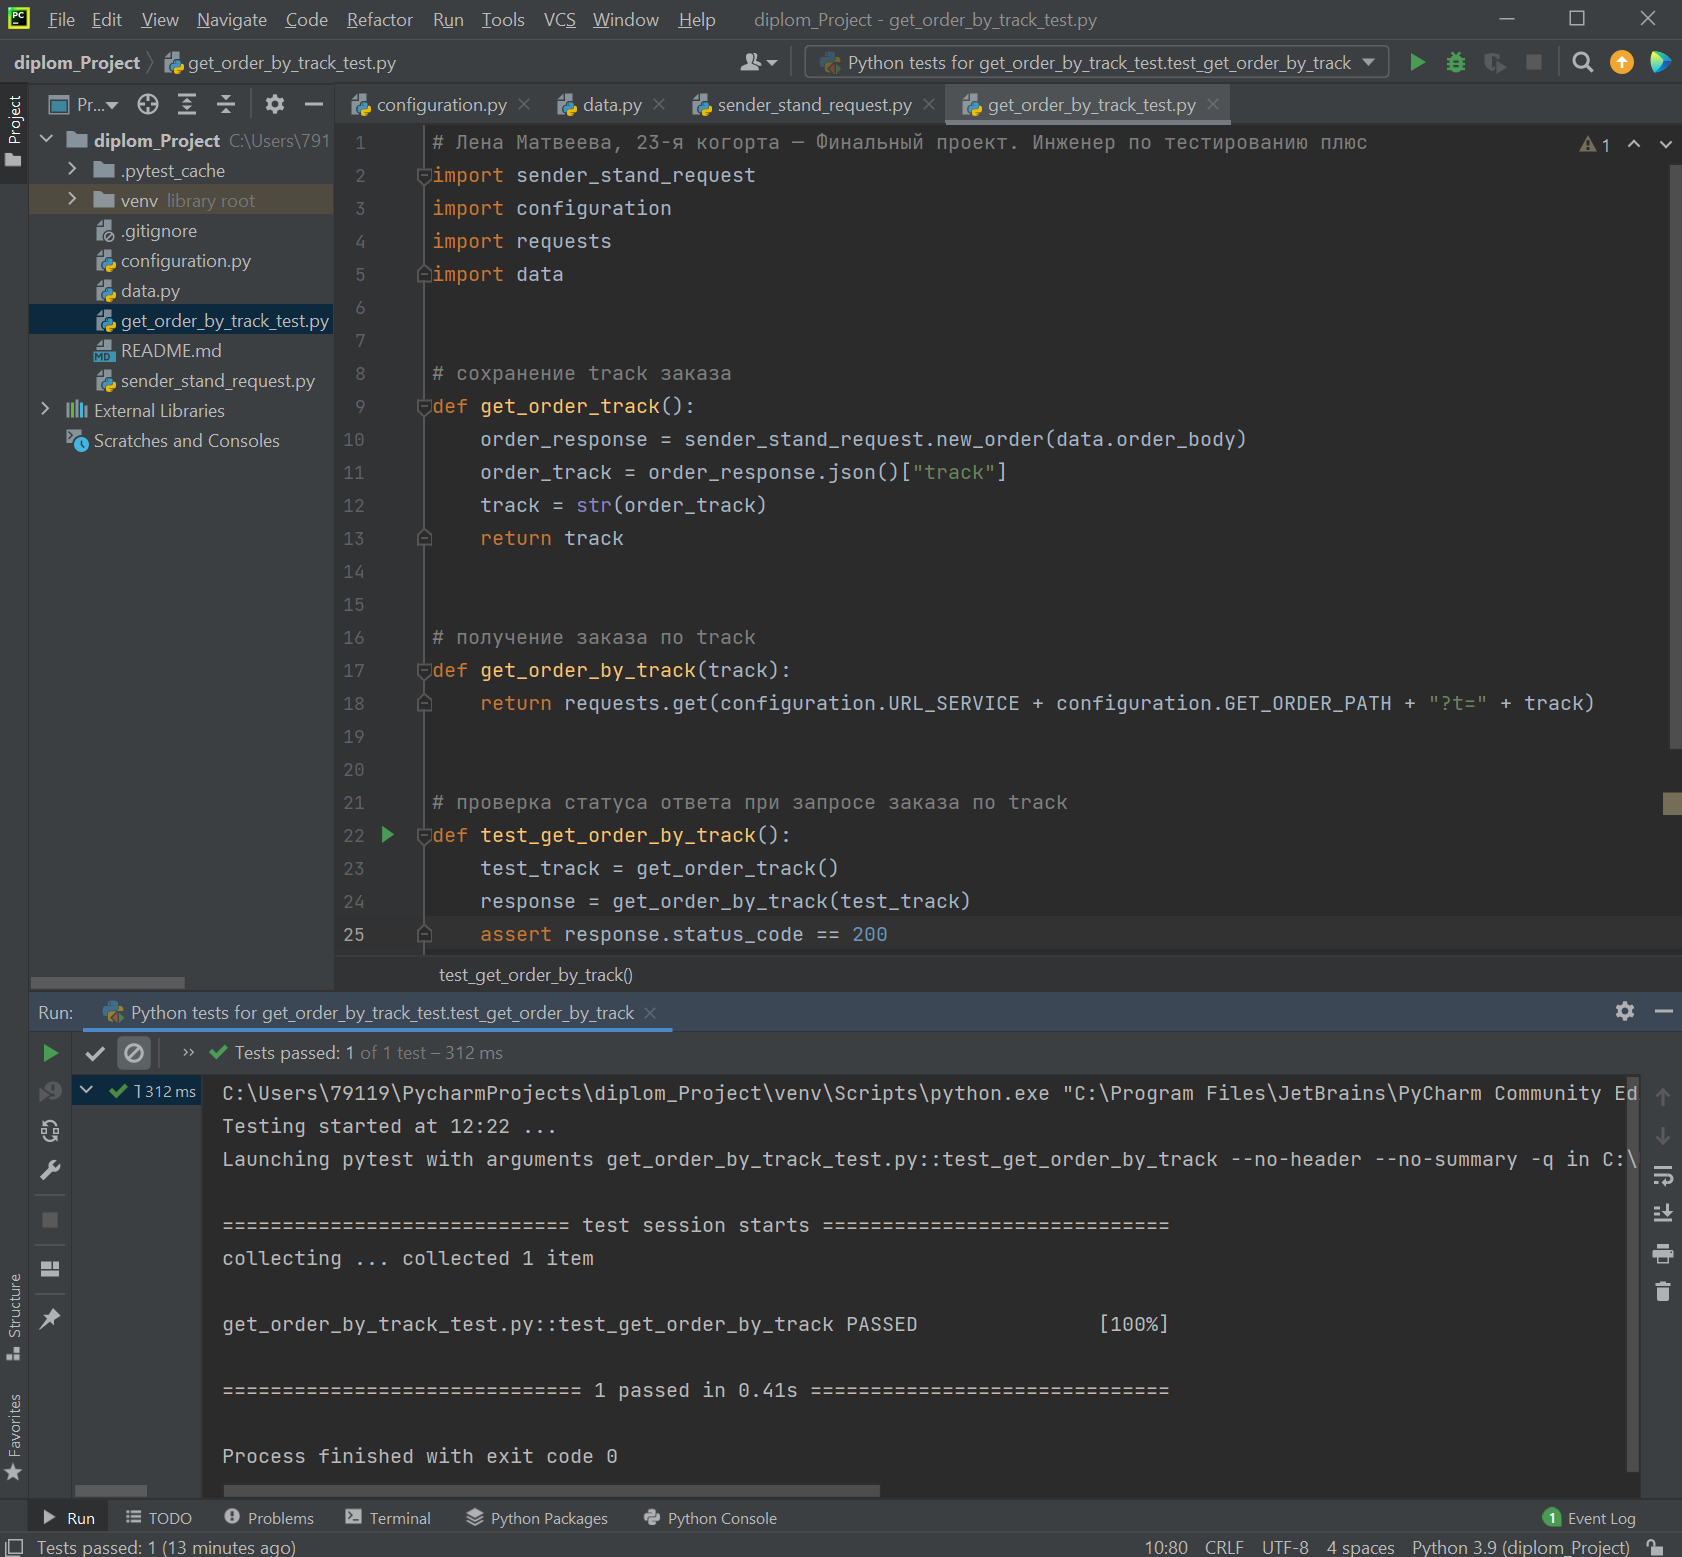 PC File Edit View Navigate Code Refactor Run Tools VCS Window Help diplom_Project - get_order_by_track_test.py
diplom_Project get_order_by_track_test.py Python tests for get_order_by_track_test.test_get_order_by_track
Project
Pr...
configuration.py data.py sender_stand_request.py get_order_by_track_test.py
diplom_Project C:\Users\791
.pytest_cache
venv library root
.gitignore
configuration.py
data.py
get_order_by_track_test.py
MD README.md
sender_stand_request.py
External Libraries
Scratches and Consoles
1 # Лена Матвеева, 23-я когорта — Финальный проект. Инженер по тестированию плюс
1
2 import sender_stand_request
3 import configuration
4 import requests
5 import data
6
7
8 # сохранение track заказа
9 def get_order_track():
10 order_response = sender_stand_request.new_order(data.order_body)
11 order_track = order_response.json()["track"]
12 track = str(order_track)
13 return track
14
15
16 # получение заказа по track
17 def get_order_by_track(track):
18 return requests.get(configuration.URL_SERVICE + configuration.GET_ORDER_PATH + "?t=" + track)
19
20
21 # проверка статуса ответа при запросе заказа по track
22 def test_get_order_by_track():
23 test_track = get_order_track()
24 response = get_order_by_track(test_track)
25 assert response.status_code == 200
test_get_order_by_track()
Run: Python tests for get_order_by_track_test.test_get_order_by_track
» Tests passed: 1 of 1 test – 312 ms
312 ms
C:\Users\79119\PycharmProjects\diplom_Project\venv\Scripts\python.exe "C:\Program Files\JetBrains\PyCharm Community Ed
Testing started at 12:22 ...
Launching pytest with arguments get_order_by_track_test.py::test_get_order_by_track --no-header --no-summary -q in C:\
============================= test session starts =============================
collecting ... collected 1 item
get_order_by_track_test.py::test_get_order_by_track PASSED [100%]
============================== 1 passed in 0.41s ==============================
Process finished with exit code 0
Structure
Favorites
Run TODO Problems Terminal Python Packages Python Console 1 Event Log
Tests passed: 1 (13 minutes ago) 10:80 CRLF UTF-8 4 spaces Python 3.9 (diplom_Project)